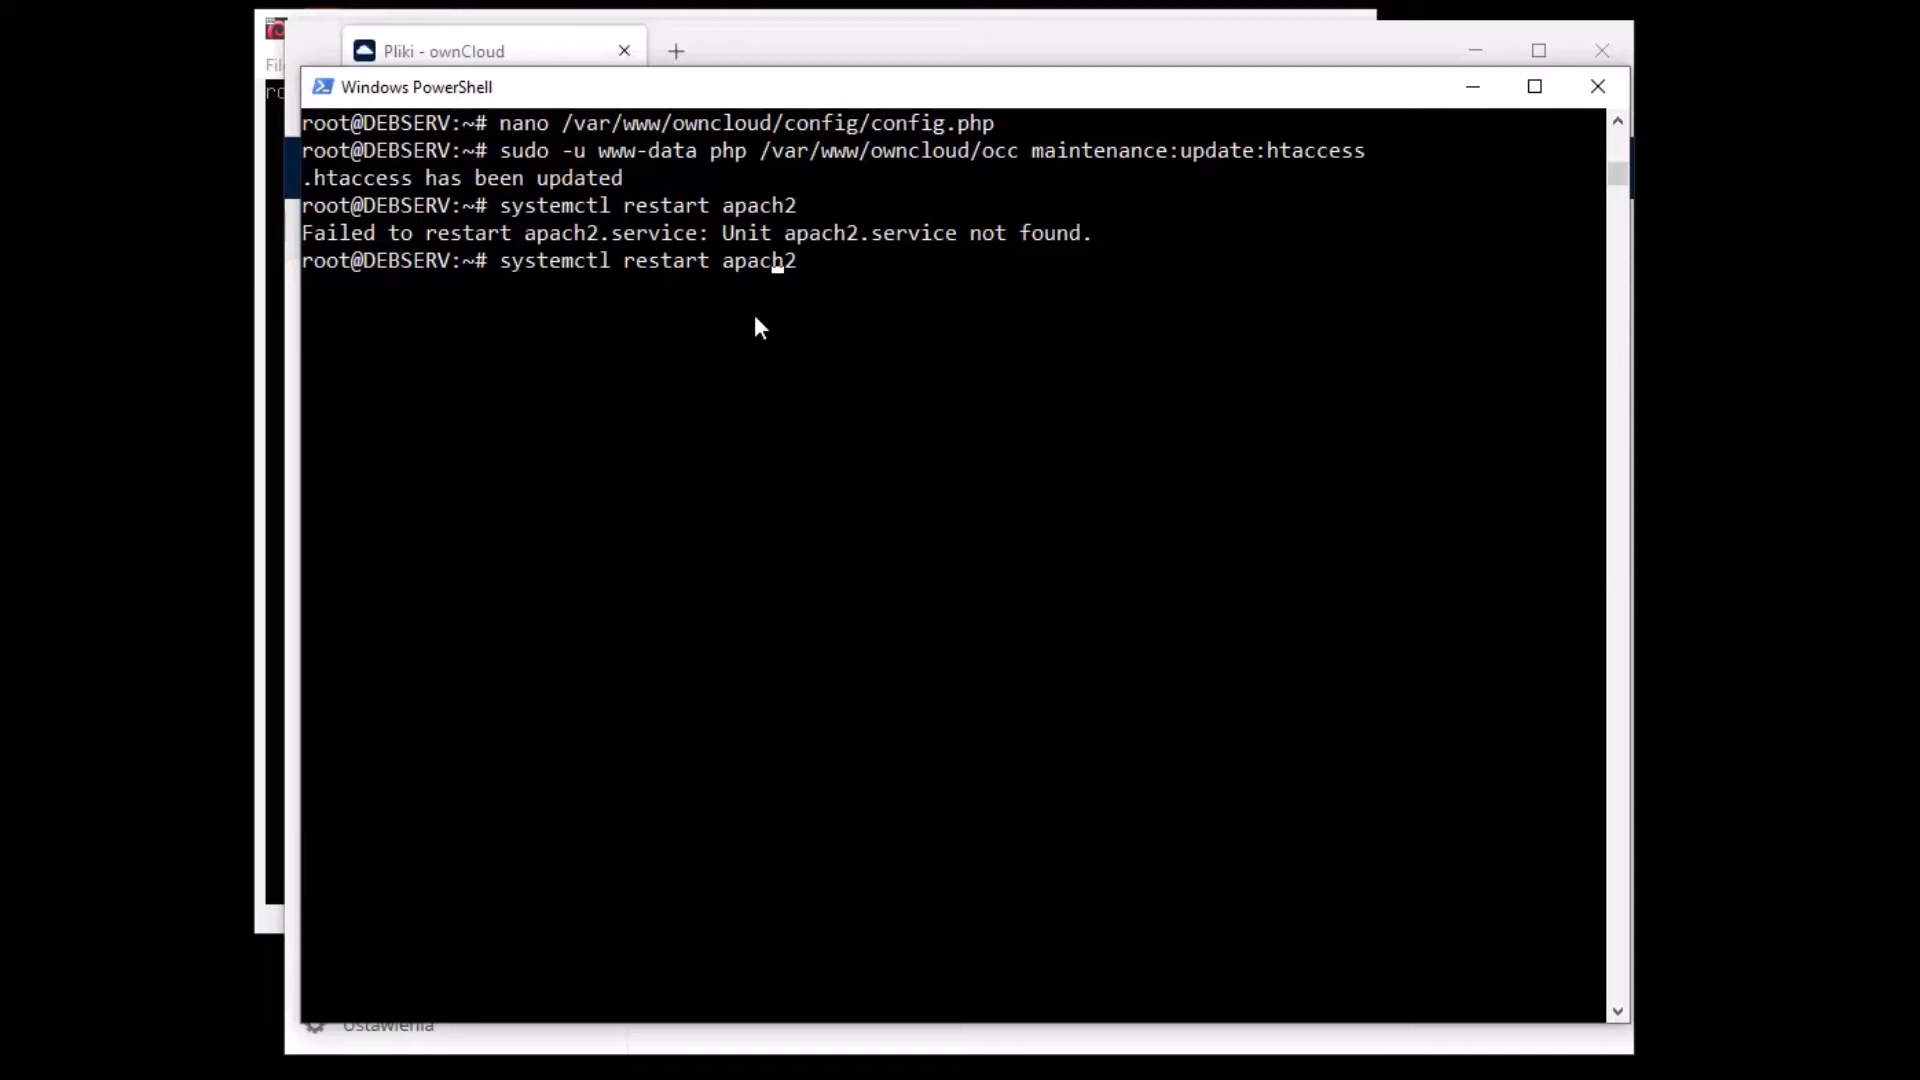 Pliki - ownCloud
Windows PowerShell
root@DEBSERV:~# nano /var/www/owncloud/config/config.php
root@DEBSERV:~# sudo -u www-data php /var/www/owncloud/occ maintenance:update:htaccess
.htaccess has been updated
root@DEBSERV:~# systemctl restart apach2
Failed to restart apach2.service: Unit apach2.service not found.
root@DEBSERV:~# systemctl restart apach2
Ustawienia